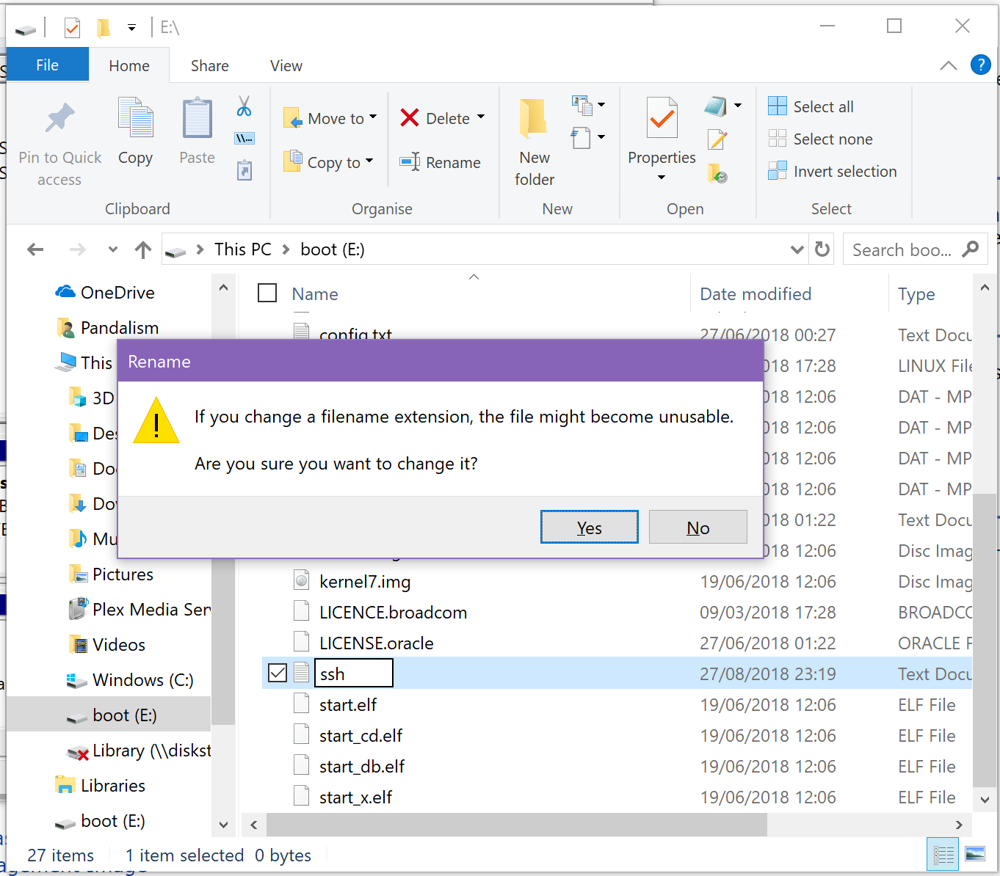 E:\
File Home Share View
Pin to Quick access
Copy
Paste
Clipboard
Move to
Copy to
Delete
Rename
Organise
New folder
New
Properties
Open
Select all
Select none
Invert selection
Select
This PC boot (E:)
Search boo...
OneDrive
Pandalism
This
3D
Des
Do
Dov
Mu
Pictures
Plex Media Ser
Videos
Windows (C:)
boot (E:)
Library (\\diskst
Libraries
boot (E:)
Name Date modified Type
config.txt 27/06/2018 00:27 Text Docu
018 17:28 LINUX File
018 12:06 DAT - MP
018 12:06 DAT - MP
018 12:06 DAT - MP
018 12:06 DAT - MP
018 01:22 Text Docu
018 12:06 Disc Imag
kernel7.img 19/06/2018 12:06 Disc Imag
LICENCE.broadcom 09/03/2018 17:28 BROADCO
LICENSE.oracle 27/06/2018 01:22 ORACLE F
ssh 27/08/2018 23:19 Text Docu
start.elf 19/06/2018 12:06 ELF File
start_cd.elf 19/06/2018 12:06 ELF File
start_db.elf 19/06/2018 12:06 ELF File
start_x.elf 19/06/2018 12:06 ELF File
Rename
If you change a filename extension, the file might become unusable.
Are you sure you want to change it?
Yes No
27 items 1 item selected 0 bytes